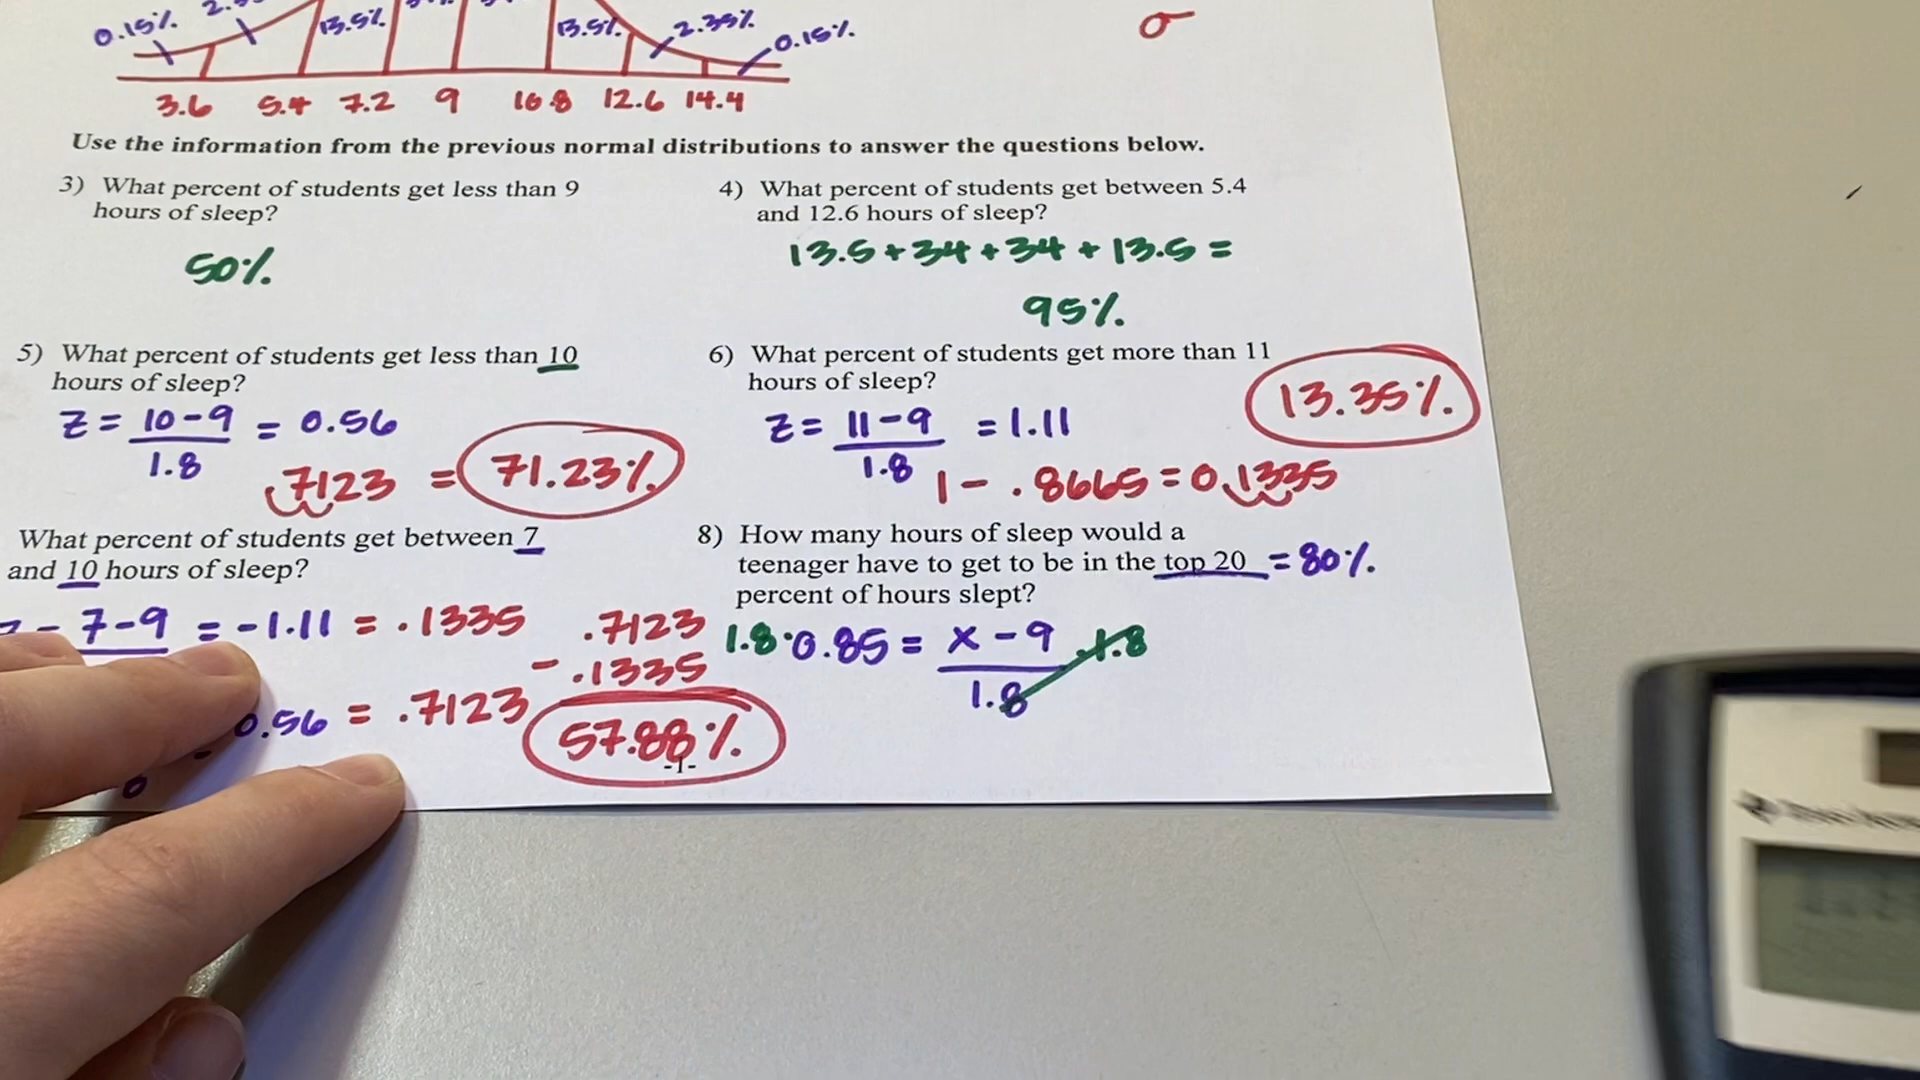 0.15% 13.5% 13.5% 2.35% 0.15% σ
3.6 5.4 7.2 9 10.8 12.6 14.4
Use the information from the previous normal distributions to answer the questions below.
3) What percent of students get less than 9
hours of sleep?
50%
4) What percent of students get between 5.4
and 12.6 hours of sleep?
13.5 + 34 + 34 + 13.5 =
95%
5) What percent of students get less than 10
hours of sleep?
z = 10 - 9 = 0.56
1.8
.7123 = 71.23%
6) What percent of students get more than 11
hours of sleep?
13.35%
z = 11 - 9 = 1.11
1.8
1 - .8665 = 0.1335
What percent of students get between 7
and 10 hours of sleep?
7 - 9 = -1.11 = .1335
0.56 = .7123
.7123
- .1335
57.88%
8) How many hours of sleep would a
teenager have to get to be in the top 20 = 80%
percent of hours slept?
1.8 · 0.85 = x - 9 · 1.8
1.8
-1-